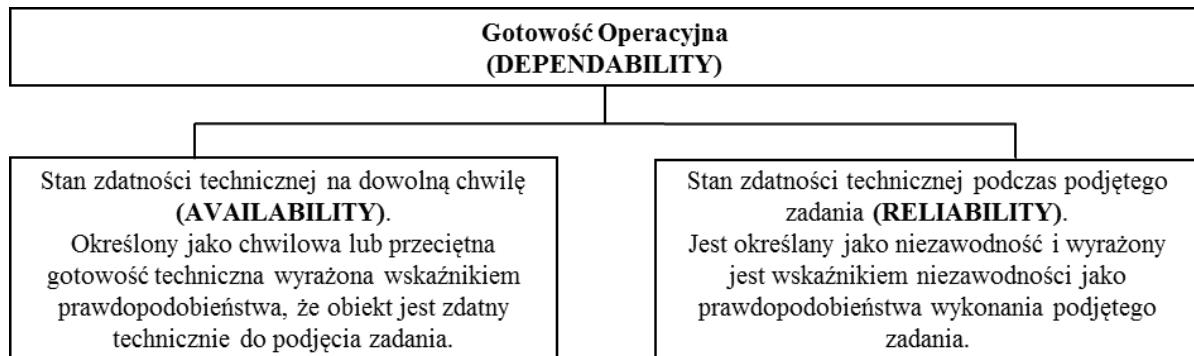 Gotowość Operacyjna
(DEPENDABILITY)
Stan zdatności technicznej na dowolną chwilę
(AVAILABILITY).
Określony jako chwilowa lub przeciętna
gotowość techniczna wyrażona wskaźnikiem
prawdopodobieństwa, że obiekt jest zdatny
technicznie do podjęcia zadania.
Stan zdatności technicznej podczas podjętego
zadania (RELIABILITY).
Jest określany jako niezawodność i wyrażony
jest wskaźnikiem niezawodności jako
prawdopodobieństwa wykonania podjętego
zadania.